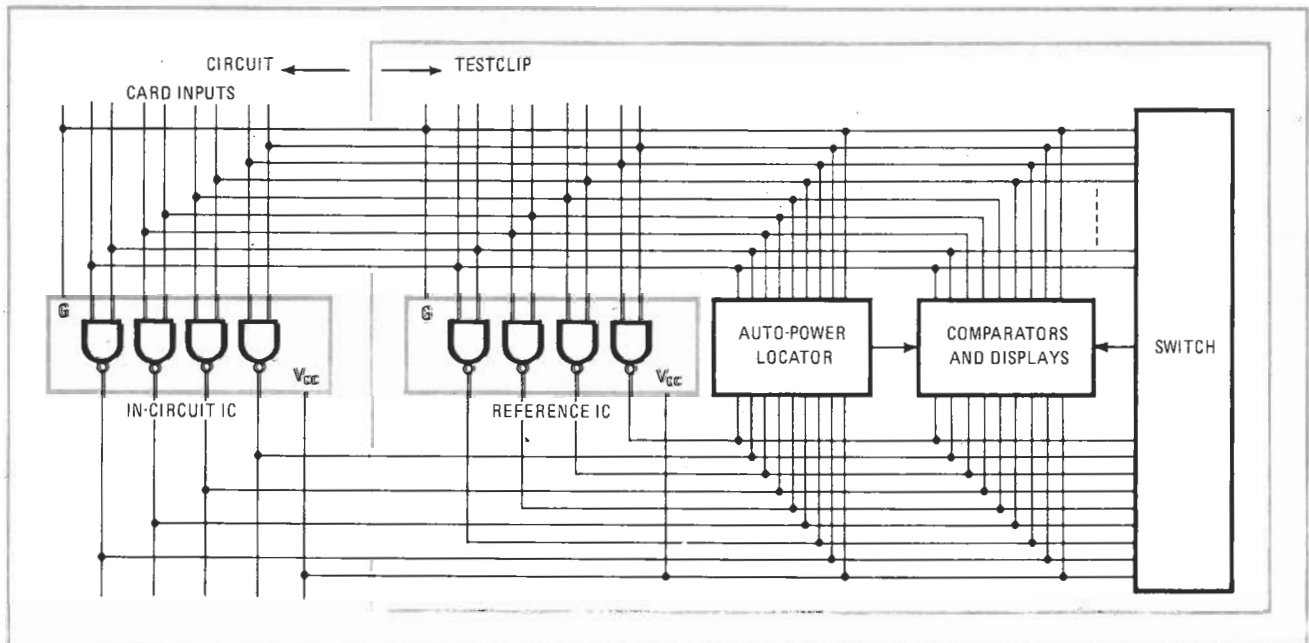 CIRCUIT
TESTCLIP
CARD INPUTS
G
G
AUTO-POWER
LOCATOR
COMPARATORS
AND DISPLAYS
SWITCH
VCC
VCC
IN-CIRCUIT IC
REFERENCE IC